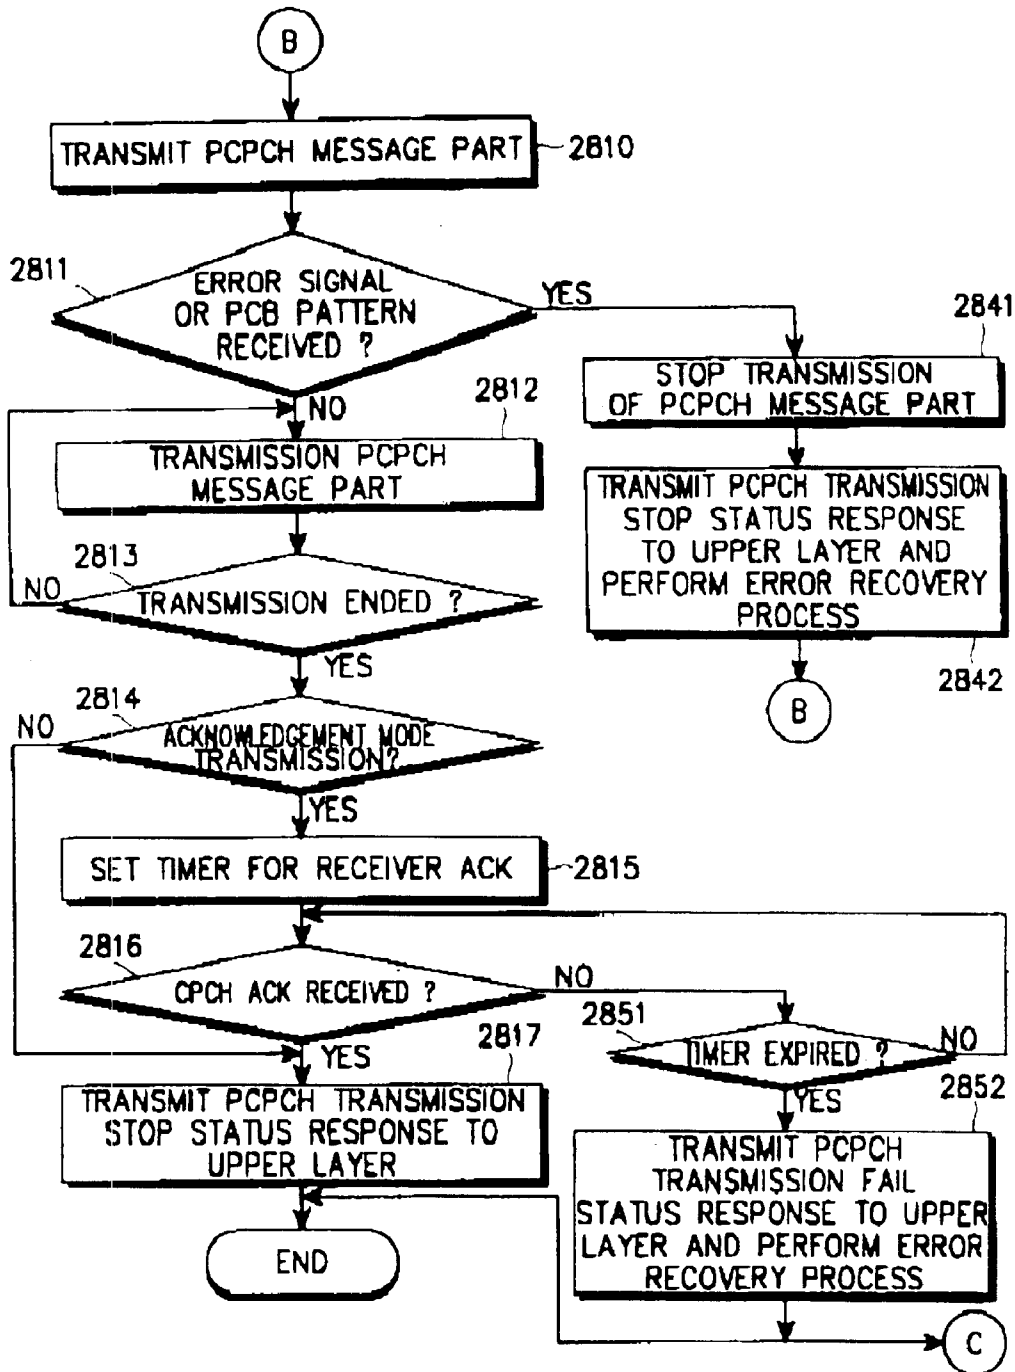 B
TRANSMIT PCPCH MESSAGE PART
2810
2811
ERROR SIGNAL
OR PCB PATTERN
RECEIVED ?
YES
NO
2841
STOP TRANSMISSION
OF PCPCH MESSAGE PART
2812
TRANSMISSION PCPCH
MESSAGE PART
TRANSMIT PCPCH TRANSMISSION
STOP STATUS RESPONSE
TO UPPER LAYER AND
PERFORM ERROR RECOVERY
PROCESS
2842
B
2813
NO
TRANSMISSION ENDED ?
YES
2814
NO
ACKNOWLEDGEMENT MODE
TRANSMISSION?
YES
SET TIMER FOR RECEIVER ACK
2815
2816
CPCH ACK RECEIVED ?
NO
YES
2851
TIMER EXPIRED ?
NO
YES
2817
TRANSMIT PCPCH TRANSMISSION
STOP STATUS RESPONSE TO
UPPER LAYER
2852
TRANSMIT PCPCH
TRANSMISSION FAIL
STATUS RESPONSE TO UPPER
LAYER AND PERFORM ERROR
RECOVERY PROCESS
END
C